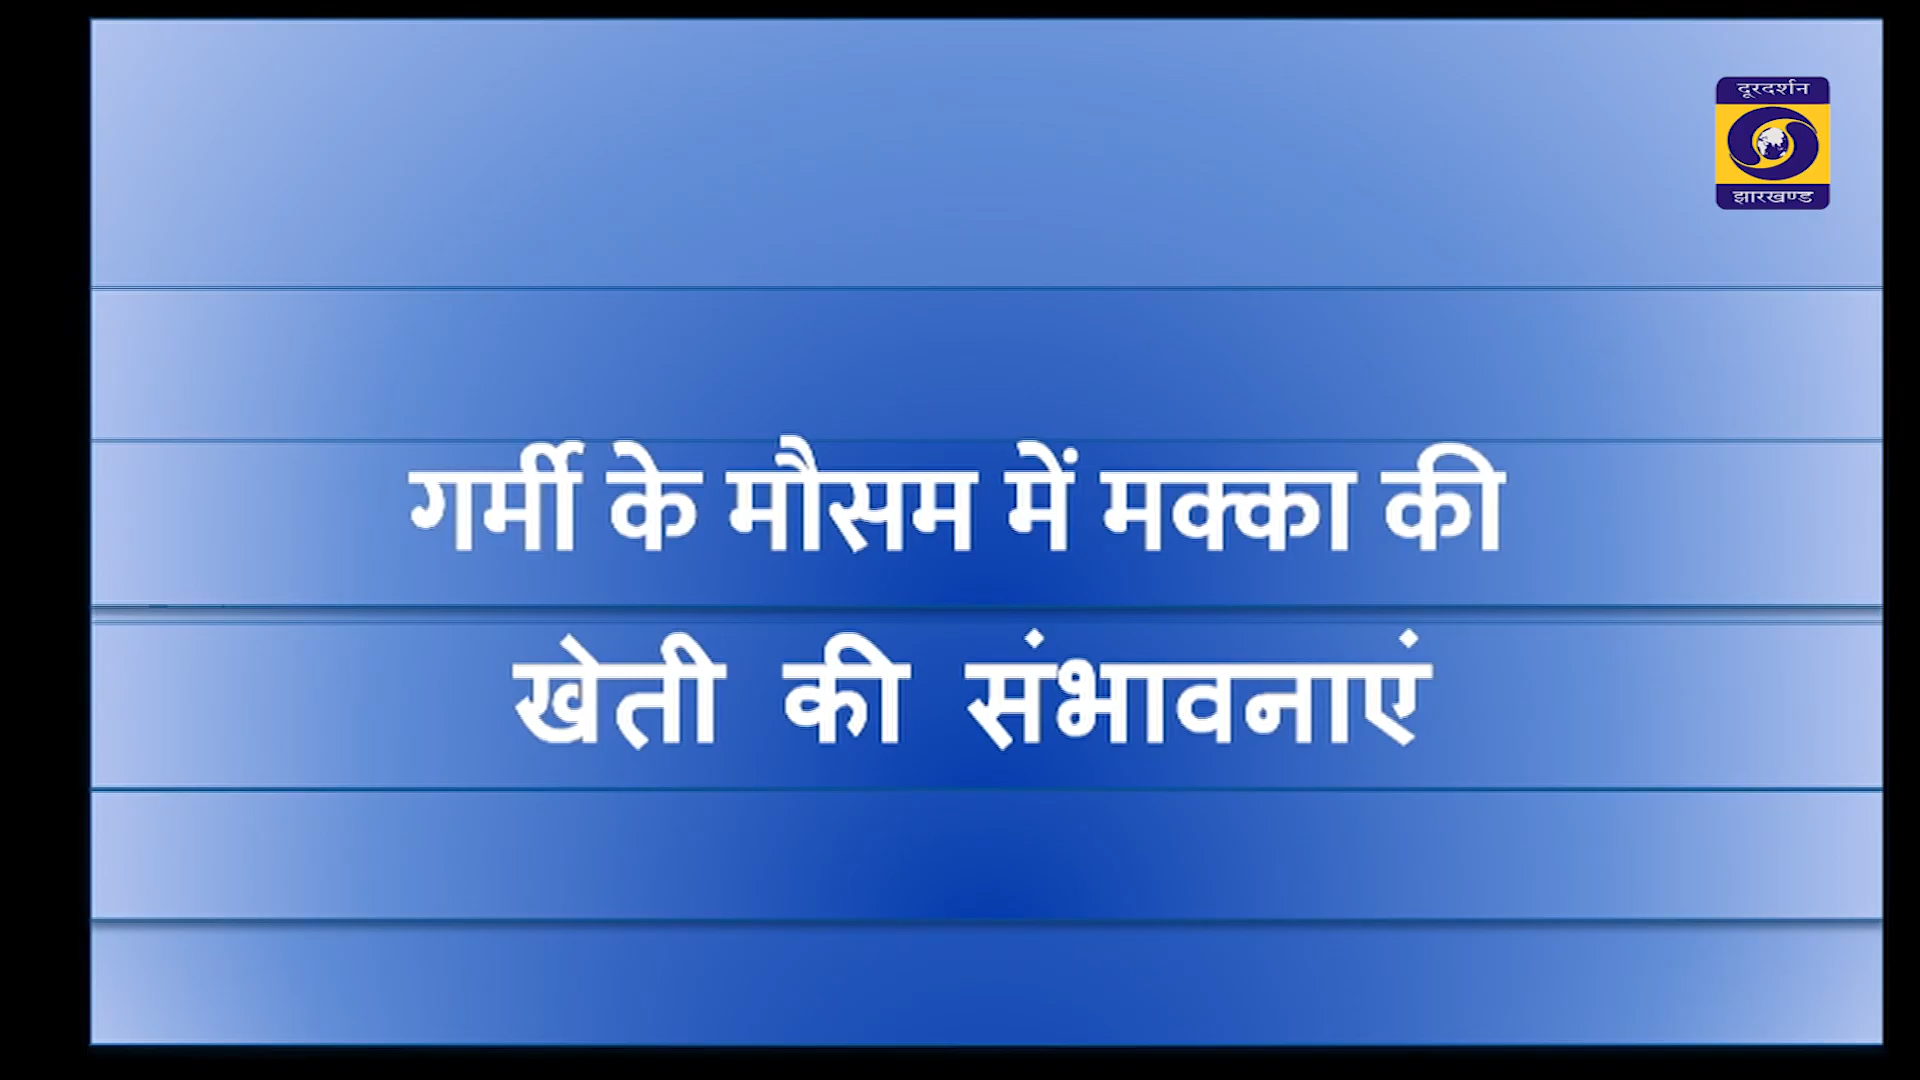 दूरदर्शन
झारखण्ड
गर्मी के मौसम में मक्का की
खेती की संभावनाएं